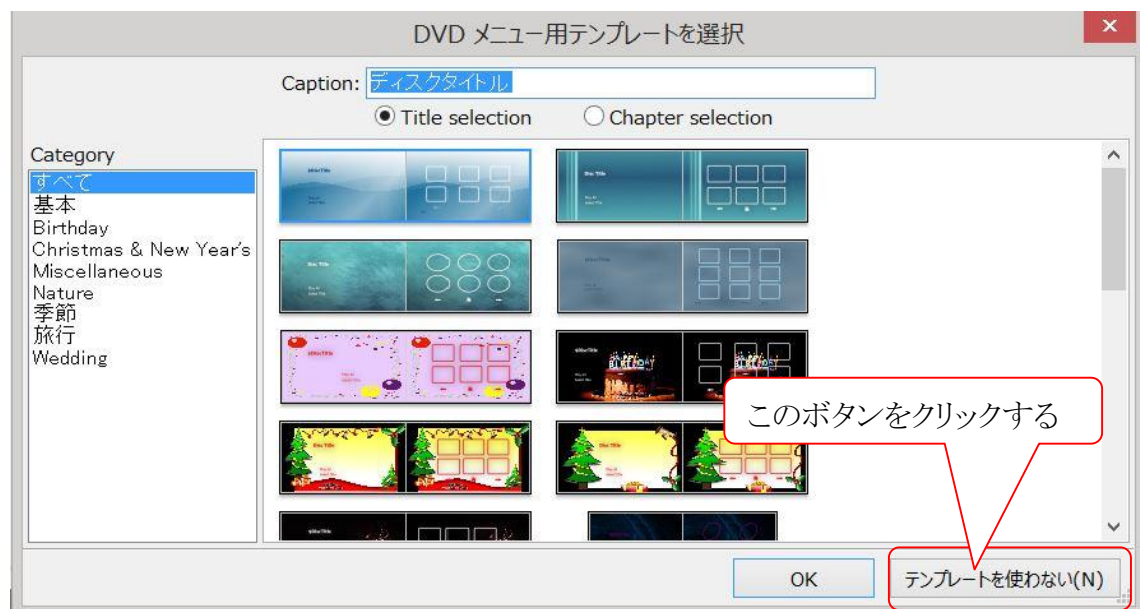 DVD メニュー用テンプレートを選択
Caption: ディスクタイトル
Title selection
Chapter selection
Category
すべて
基本
Birthday
Christmas & New Year's
Miscellaneous
Nature
季節
旅行
Wedding
Disc Title
このボタンをクリックする
OK
テンプレートを使わない(N)